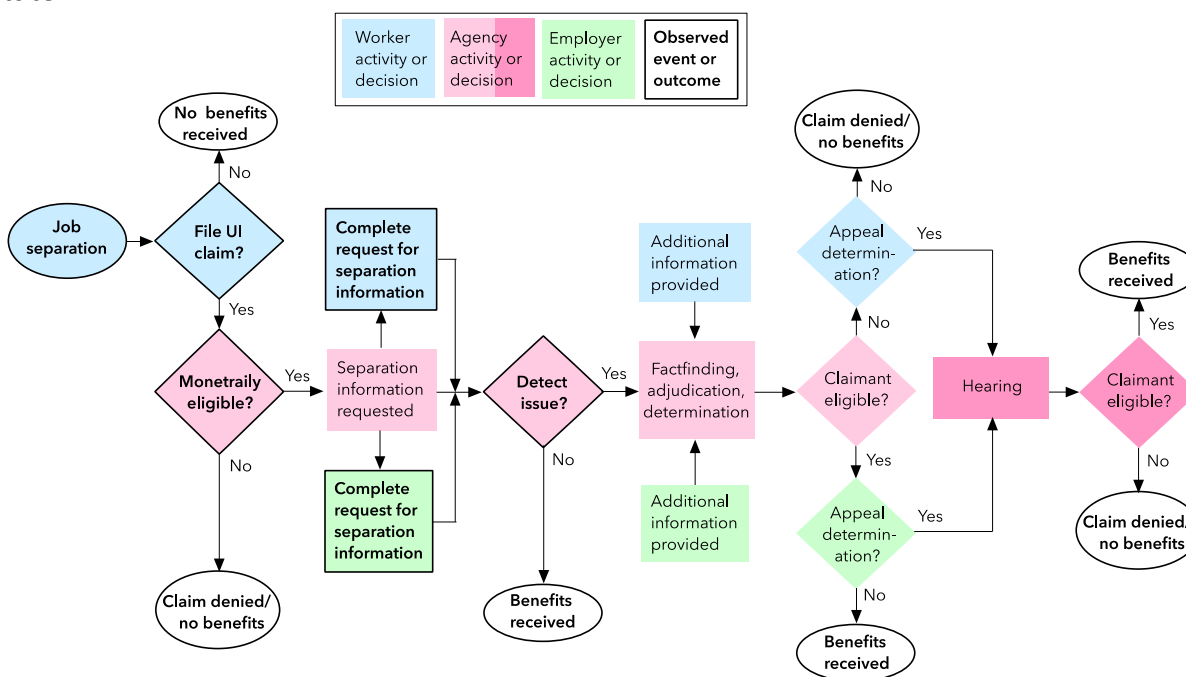 Worker
activity or
decision
Agency
activity or
decision
Employer
activity or
decision
Observed
event or
outcome
No benefits
received
No
Job
separation
File UI
claim?
Yes
Monetraily
eligible?
Yes
No
Claim denied/
no benefits
Complete
request for
separation
information
Separation
information
requested
Complete
request for
separation
information
Detect
issue?
Yes
No
Benefits
received
Additional
information
provided
Factfinding,
adjudication,
determination
Additional
information
provided
Claim denied/
no benefits
No
Appeal
determin-
ation?
Yes
No
Claimant
eligible?
Yes
Appeal
determin-
ation?
Yes
No
Benefits
received
Hearing
Benefits
received
Yes
Claimant
eligible?
No
Claim denied/
no benefits